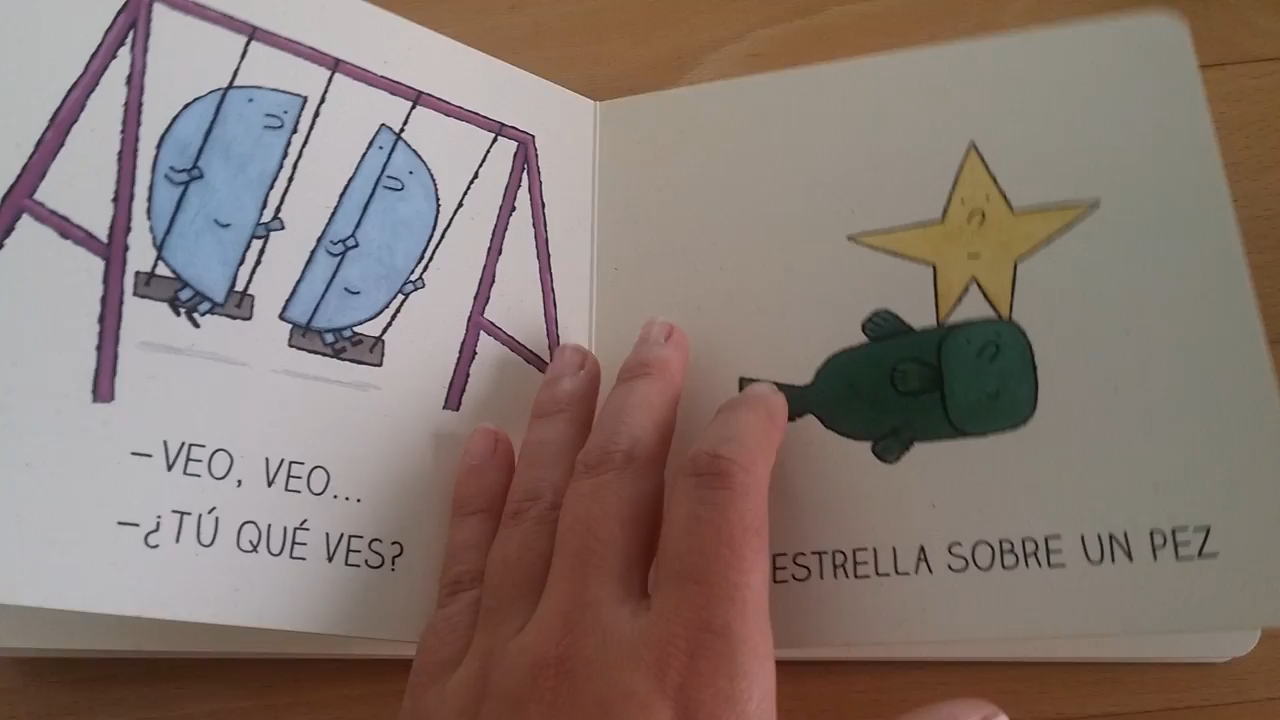 –VEO, VEO...
–¿TÚ QUÉ VES?
ESTRELLA SOBRE UN PEZ